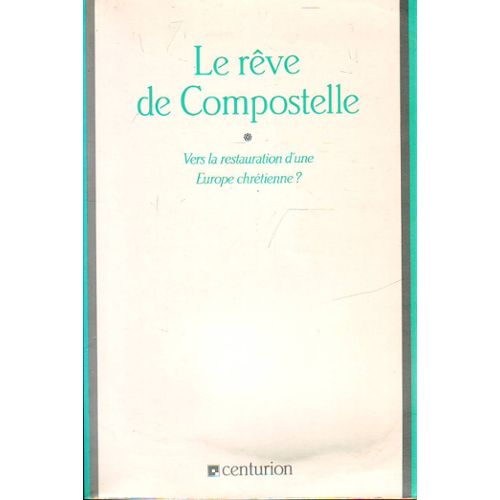 Le rêve
de Compostelle
Vers la restauration d'une
Europe chrétienne ?
centurion